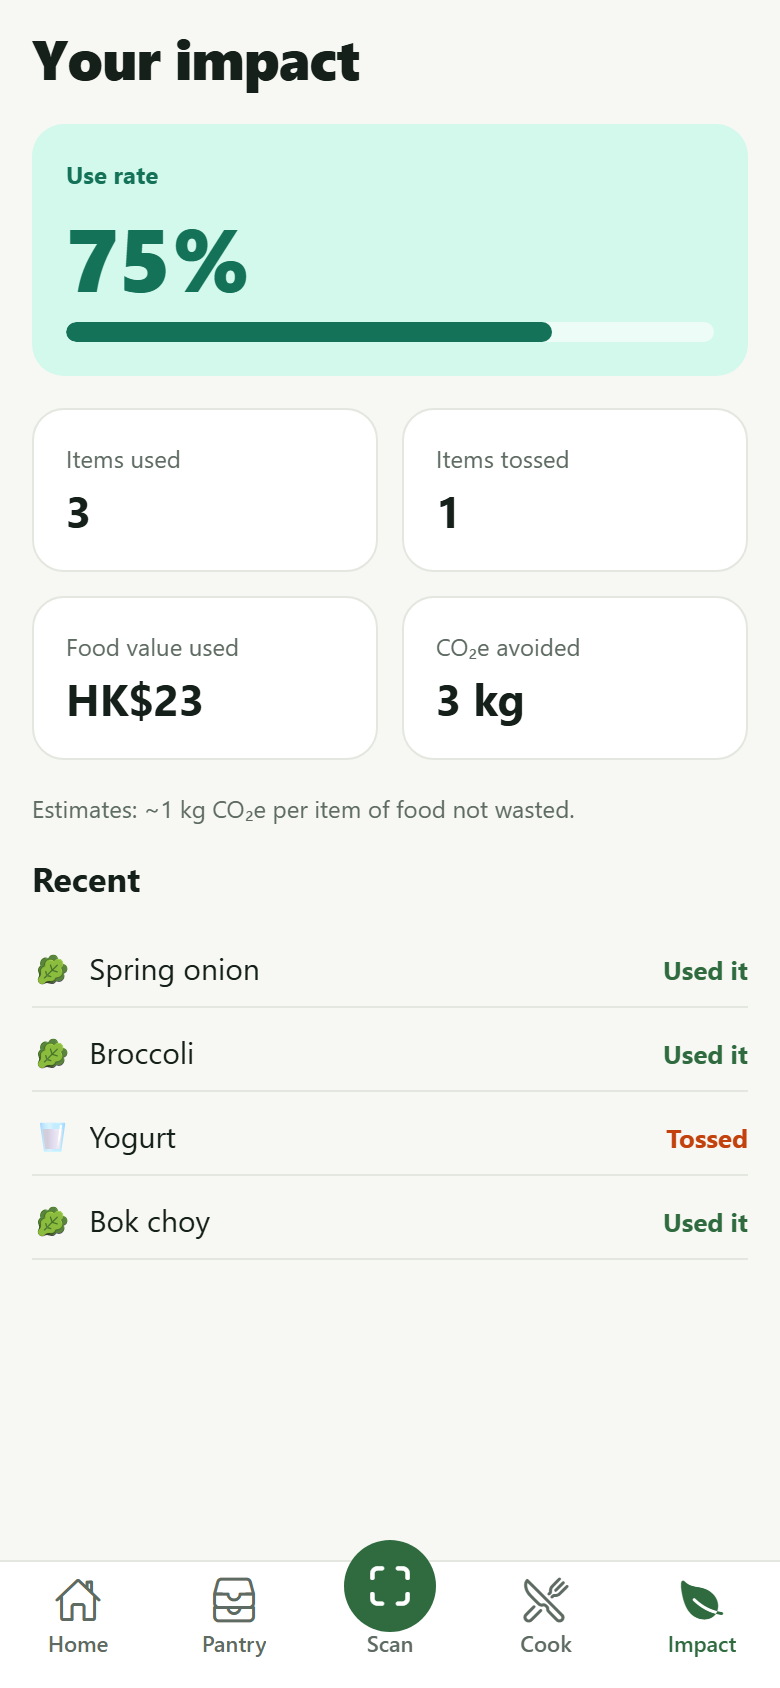 Your impact
Use rate
75%
Items used
3
Items tossed
1
Food value used
HK$23
CO₂e avoided
3 kg
Estimates: ~1 kg CO₂e per item of food not wasted.
Recent
Spring onion Used it
Broccoli Used it
Yogurt Tossed
Bok choy Used it
Home Pantry Scan Cook Impact